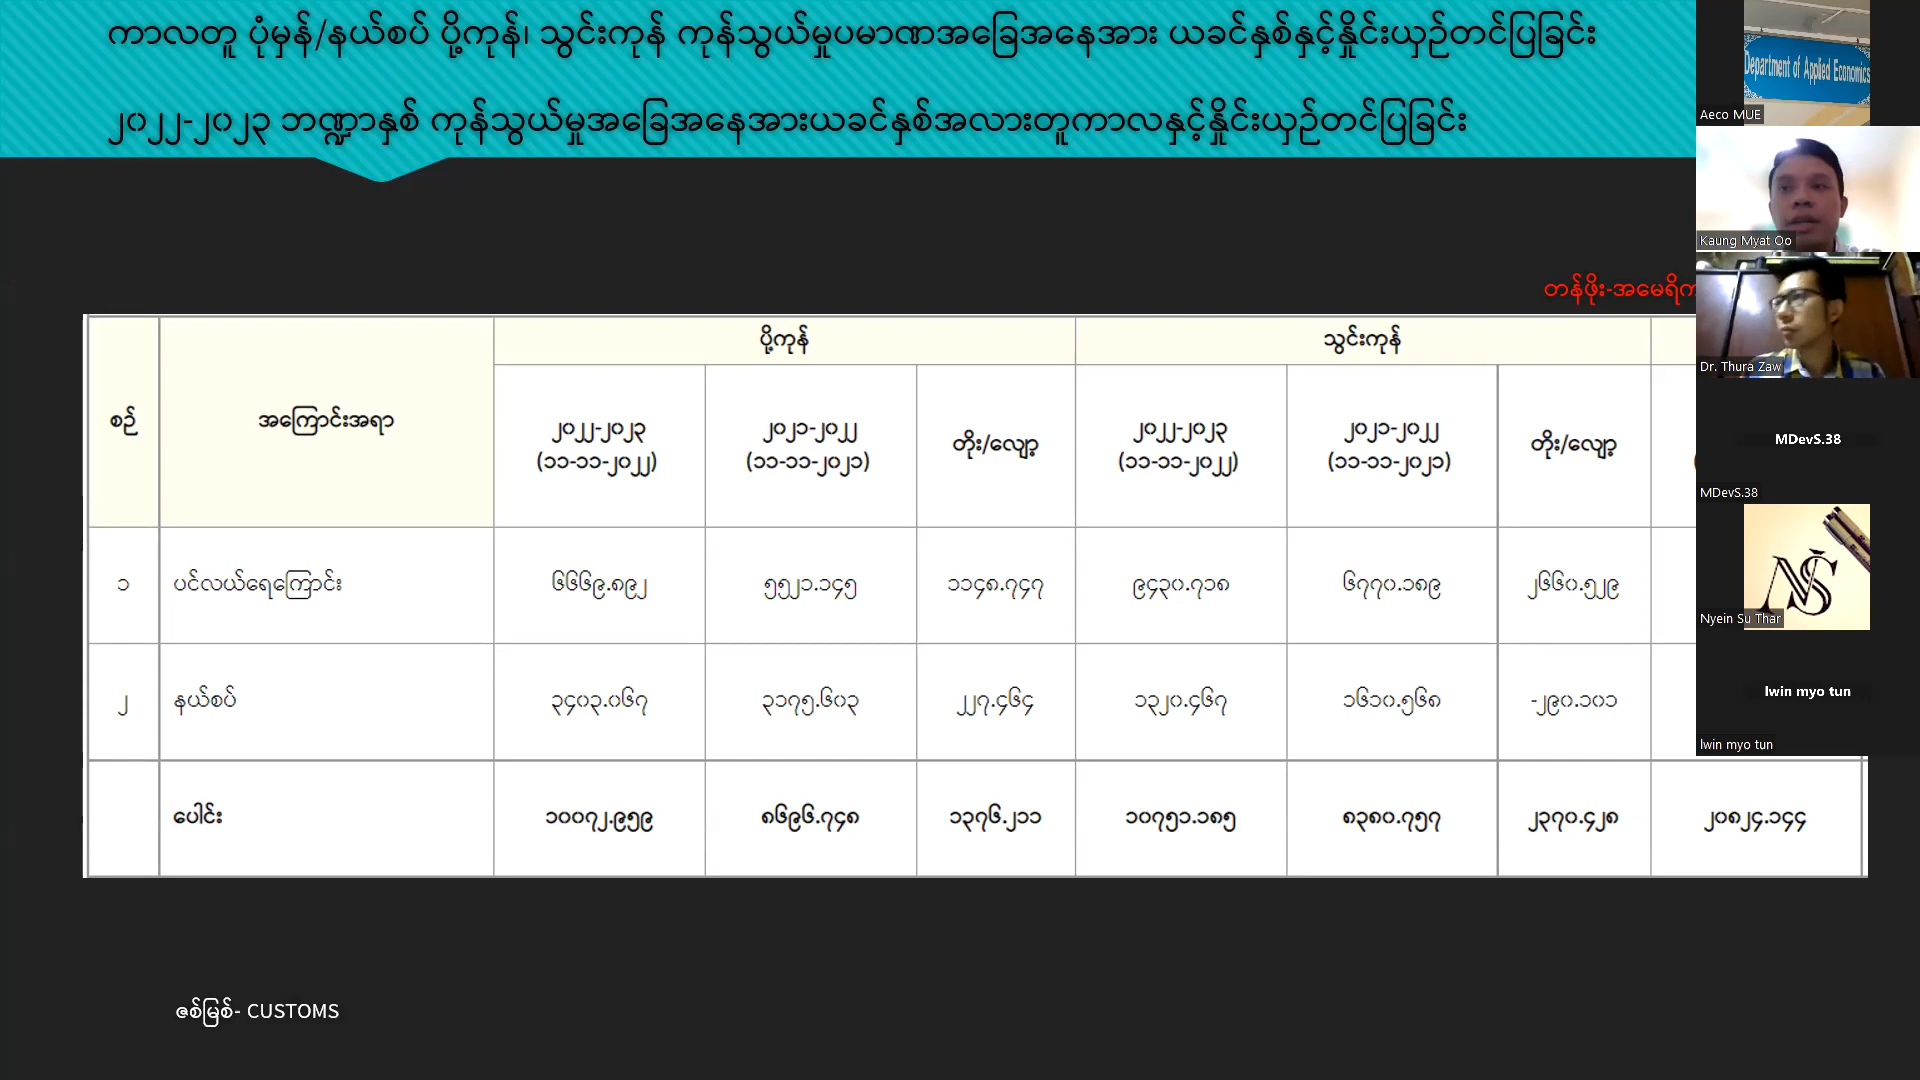 ကာလတူ ပုံမှန်/နယ်စပ် ပို့ကုန်၊ သွင်းကုန် ကုန်သွယ်မှုပမာဏအခြေအနေအား ယခင်နှစ်နှင့်နှိုင်းယှဉ်တင်ပြခြင်း
၂၀၂၂-၂၀၂၃ ဘဏ္ဍာနှစ် ကုန်သွယ်မှုအခြေအနေအားယခင်နှစ်အလားတူကာလနှင့်နှိုင်းယှဉ်တင်ပြခြင်း
တန်ဖိုး-အမေရိက
စဉ် အကြောင်းအရာ ပို့ကုန် သွင်းကုန်
၂၀၂၂-၂၀၂၃ ၂၀၂၁-၂၀၂၂ တိုး/လျော့ ၂၀၂၂-၂၀၂၃ ၂၀၂၁-၂၀၂၂ တိုး/လျော့
(၁၁-၁၁-၂၀၂၂) (၁၁-၁၁-၂၀၂၁) (၁၁-၁၁-၂၀၂၂) (၁၁-၁၁-၂၀၂၁)
၁ ပင်လယ်ရေကြောင်း ၆၆၆၉.၈၉၂ ၅၅၂၁.၁၄၅ ၁၁၄၈.၇၄၇ ၉၄၃၀.၇၁၈ ၆၇၇၀.၁၈၉ ၂၆၆၀.၅၂၉
၂ နယ်စပ် ၃၄၀၃.၀၆၇ ၃၁၇၅.၆၀၃ ၂၂၇.၄၆၄ ၁၃၂၀.၄၆၇ ၁၆၁၀.၅၆၈ -၂၉၀.၁၀၁
ပေါင်း ၁၀၀၇၂.၉၅၉ ၈၆၉၆.၇၄၈ ၁၃၇၆.၂၁၁ ၁၀၇၅၁.၁၈၅ ၈၃၈၀.၇၅၇ ၂၃၇၀.၄၂၈ ၂၀၈၂၄.၁၄၄
ဇစ်မြစ်- CUSTOMS
Department of Applied Economics
Aeco MUE
Kaung Myat Oo
Dr. Thura Zaw
MDevS.38
MDevS.38
NS
Nyein Su Thar
lwin myo tun
lwin myo tun